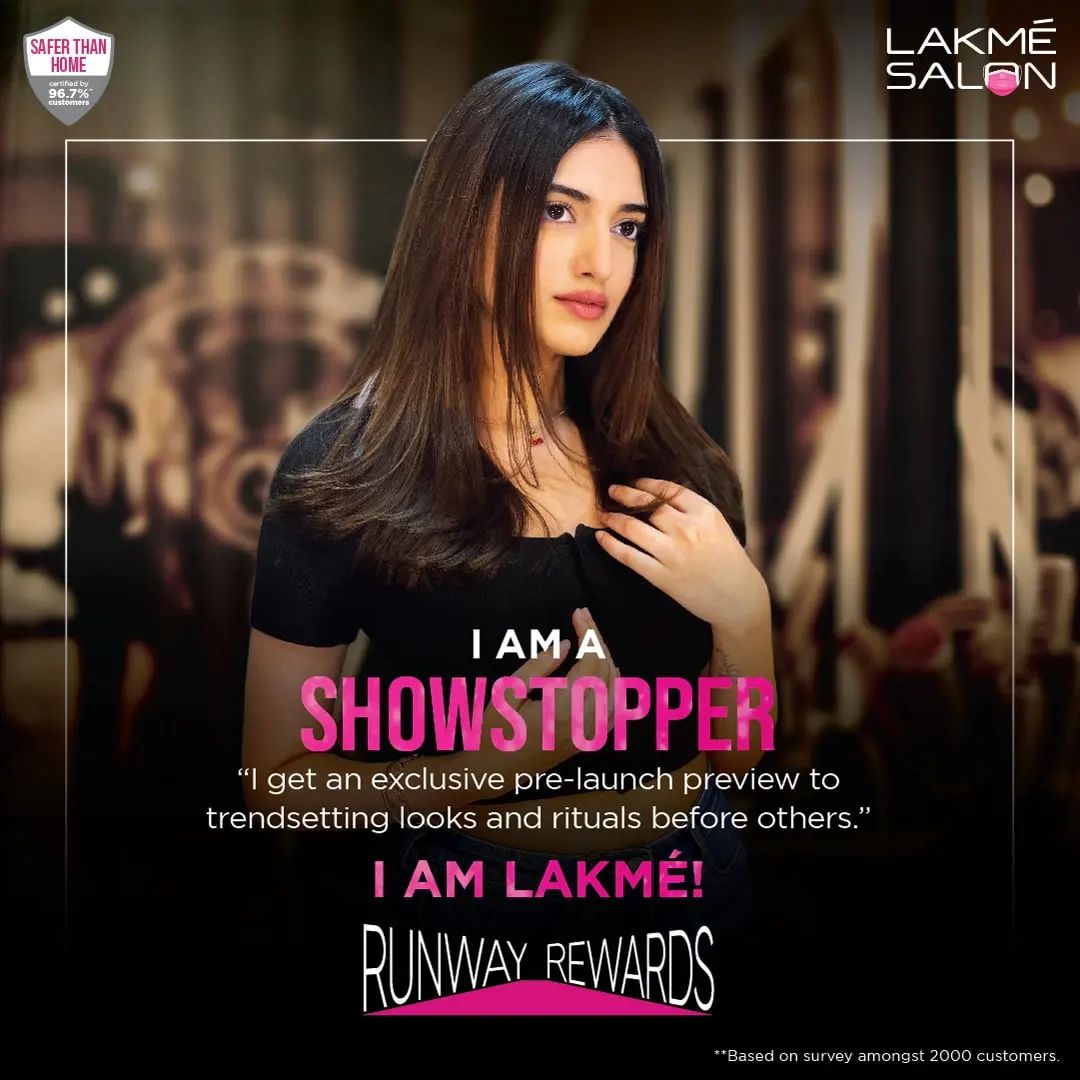 SAFER THAN
HOME
certified by
96.7%**
customers
LAKMÉ
SALON
I AM A
SHOWSTOPPER
“I get an exclusive pre-launch preview to
trendsetting looks and rituals before others.”
I AM LAKMÉ!
RUNWAY REWARDS
**Based on survey amongst 2000 customers.